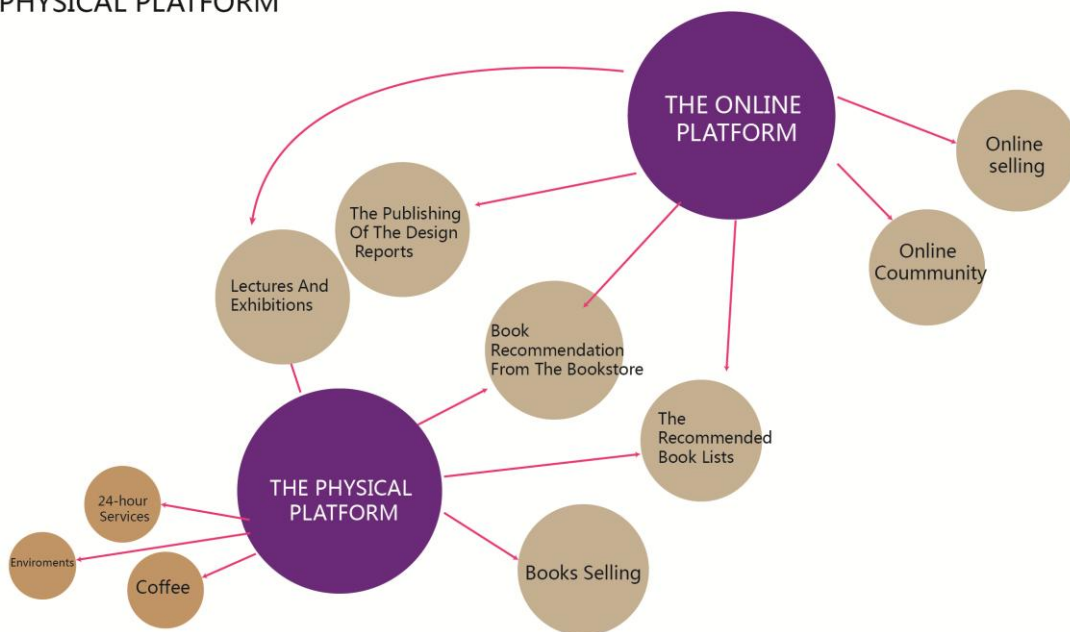 PHYSICAL PLATFORM
THE ONLINE
PLATFORM
Online
selling
The Publishing
Of The Design
Reports
Online
Coummunity
Lectures And
Exhibitions
Book
Recommendation
From The Bookstore
The
Recommended
Book Lists
THE PHYSICAL
PLATFORM
24-hour
Services
Enviroments
Coffee
Books Selling